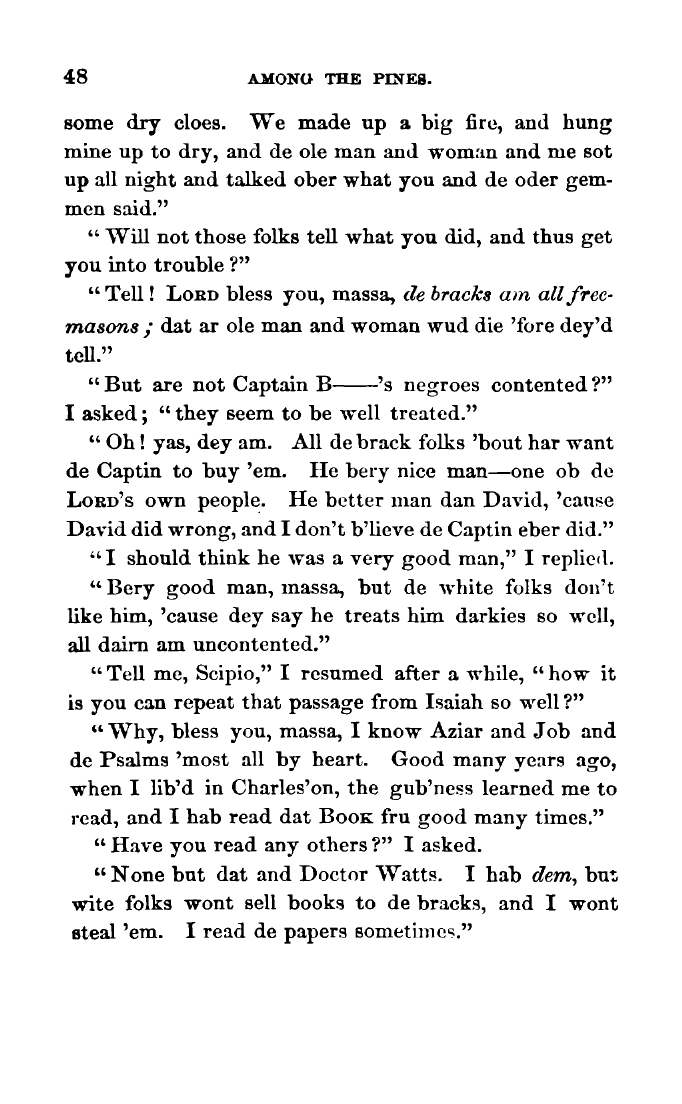 48 AMONG THE PINES.
some dry cloes. We made up a big fire, and hung
mine up to dry, and de ole man and woman and me sot
up all night and talked ober what you and de oder gem-
men said.”
“Will not those folks tell what you did, and thus get
you into trouble?”
“Tell! LORD bless you, massa, de bracks am all free-
masons; dat ar ole man and woman wud die ’fore dey’d
tell.”
“But are not Captain B——’s negroes contented?”
I asked; “they seem to be well treated.”
“Oh! yas, dey am. All de brack folks ’bout har want
de Captin to buy ’em. He bery nice man—one ob de
LORD’S own people. He better man dan David, ’cause
David did wrong, and I don’t b’lieve de Captin eber did.”
“I should think he was a very good man,” I replied.
“Bery good man, massa, but de white folks don’t
like him, ’cause dey say he treats him darkies so well,
all dairn am uncontented.”
“Tell me, Scipio,” I resumed after a while, “how it
is you can repeat that passage from Isaiah so well?”
“Why, bless you, massa, I know Aziar and Job and
de Psalms ’most all by heart. Good many years ago,
when I lib’d in Charles’on, the gub’ness learned me to
read, and I hab read dat BOOK fru good many times.”
“Have you read any others?” I asked.
“None but dat and Doctor Watts. I hab dem, but
wite folks wont sell books to de bracks, and I wont
steal ’em. I read de papers sometimes.”